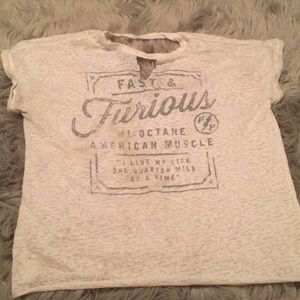 FAST &
Furious
HI-OCTANE
AMERICAN MUSCLE
"I LIVE MY LIFE
ONE QUARTER MILE
AT A TIME"